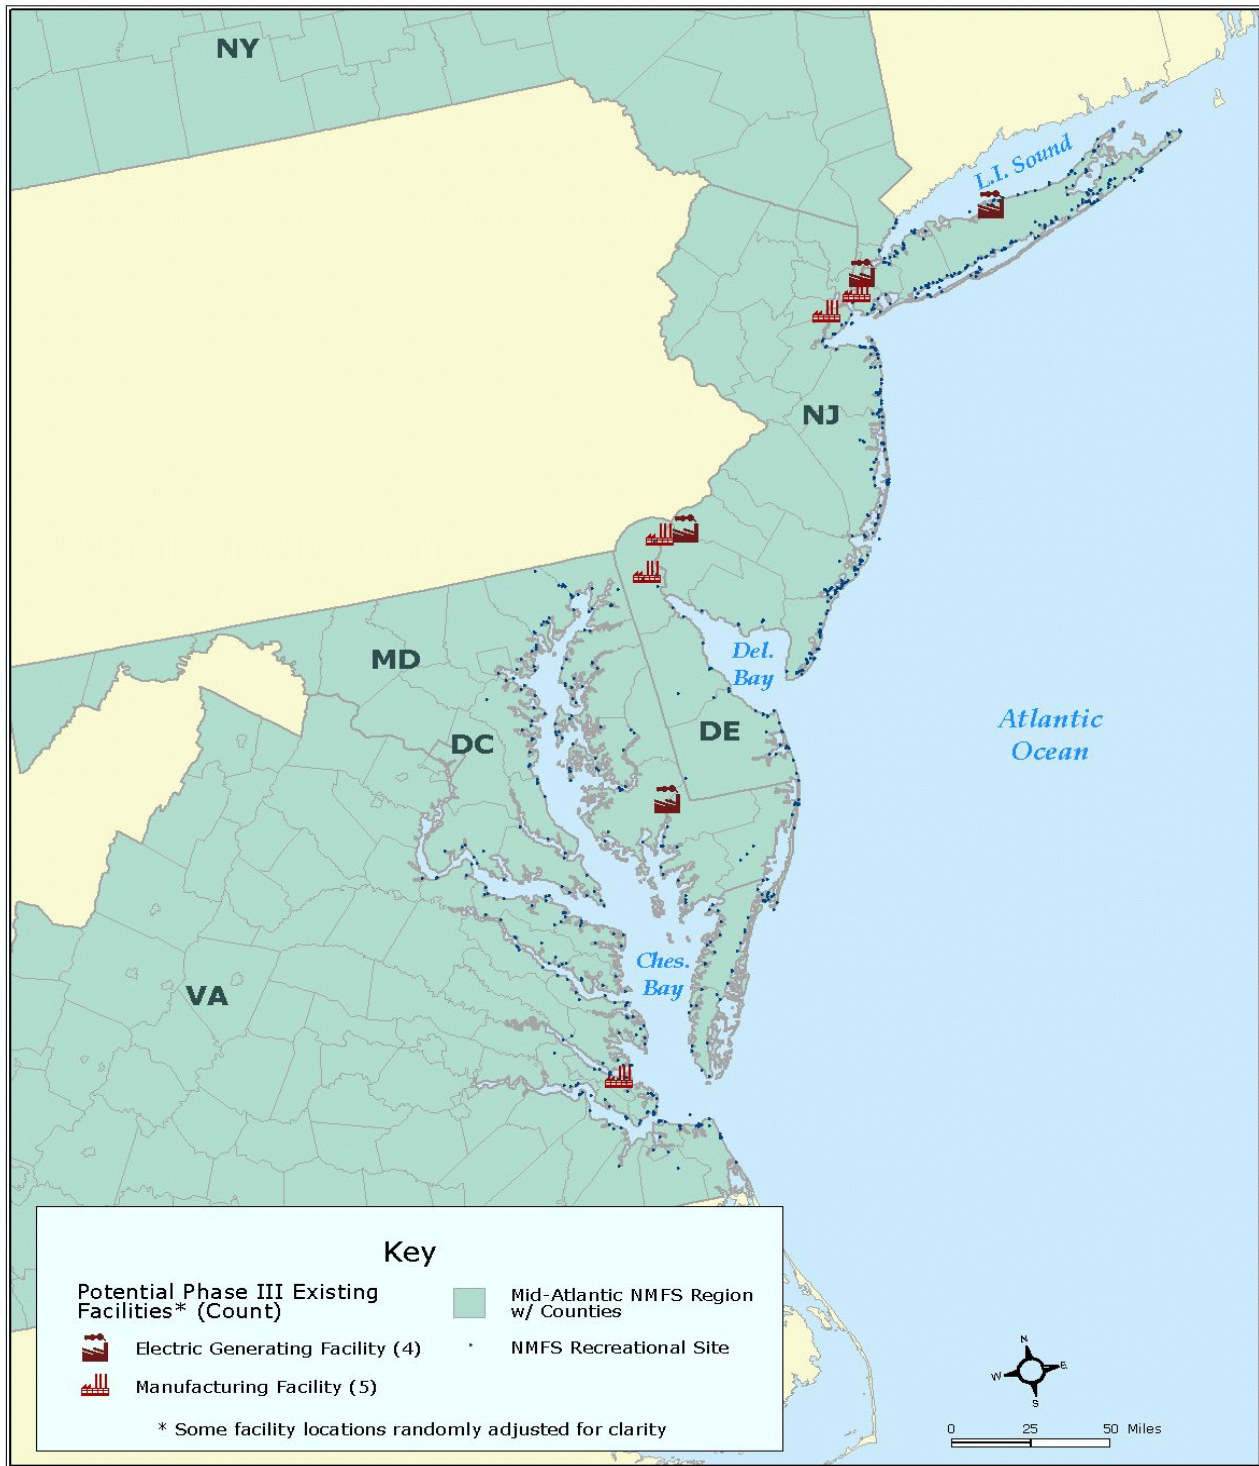 NY
L.I. Sound
NJ
MD
Del.
Bay
DE
DC
Atlantic
Ocean
Ches.
Bay
VA
Key
Potential Phase III Existing
Facilities* (Count)
Electric Generating Facility (4)
Manufacturing Facility (5)
Mid-Atlantic NMFS Region
w/ Counties
NMFS Recreational Site
* Some facility locations randomly adjusted for clarity
N
W
E
S
0 25 50 Miles